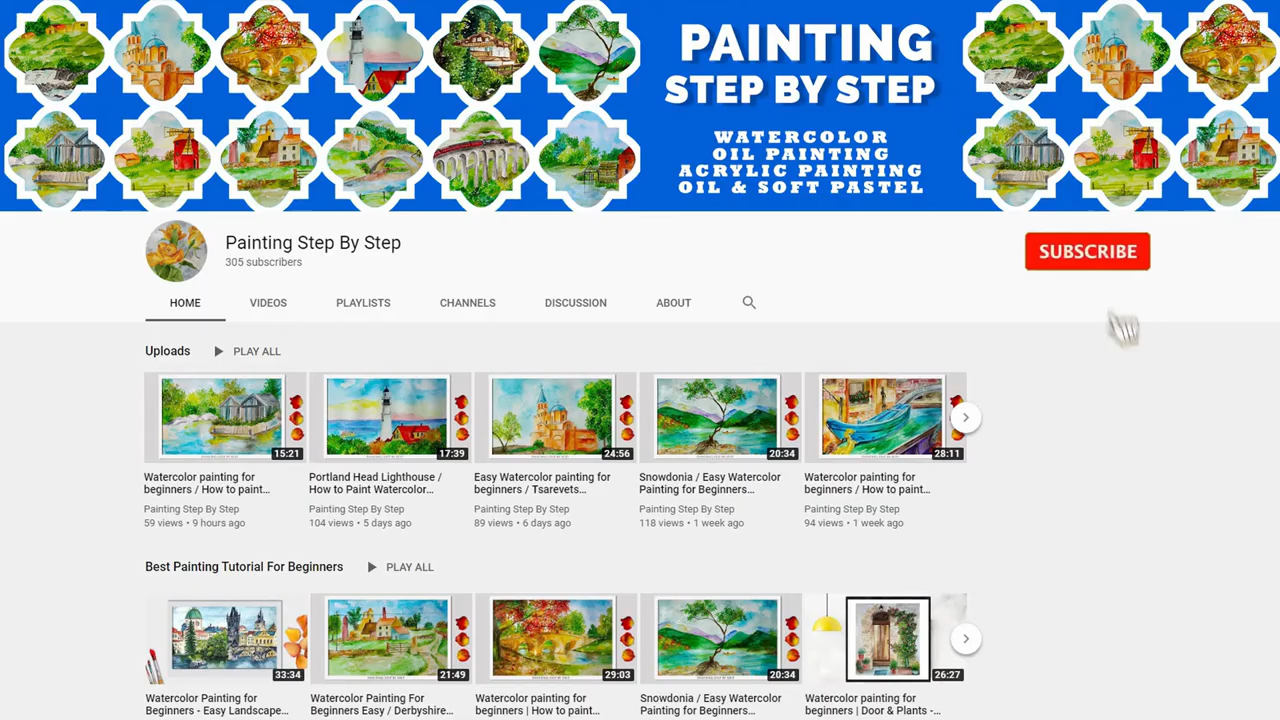 PAINTING
STEP BY STEP
WATERCOLOR
OIL PAINTING
ACRYLIC PAINTING
OIL & SOFT PASTEL
Painting Step By Step
305 subscribers
SUBSCRIBE
HOME VIDEOS PLAYLISTS CHANNELS DISCUSSION ABOUT
Uploads PLAY ALL
15:21 17:39 24:56 20:34 28:11
Watercolor painting for
beginners / How to paint...
Painting Step By Step
59 views • 9 hours ago
Portland Head Lighthouse /
How to Paint Watercolor...
Painting Step By Step
104 views • 5 days ago
Easy Watercolor painting for
beginners / Tsarevets...
Painting Step By Step
89 views • 6 days ago
Snowdonia / Easy Watercolor
Painting for Beginners...
Painting Step By Step
118 views • 1 week ago
Watercolor painting for
beginners / How to paint...
Painting Step By Step
94 views • 1 week ago
Best Painting Tutorial For Beginners PLAY ALL
33:34 21:49 29:03 20:34 26:27
Watercolor Painting for
Beginners - Easy Landscape...
Watercolor Painting For
Beginners Easy / Derbyshire...
Watercolor painting for
beginners | How to paint...
Snowdonia / Easy Watercolor
Painting for Beginners...
Watercolor painting for
beginners | Door & Plants -...